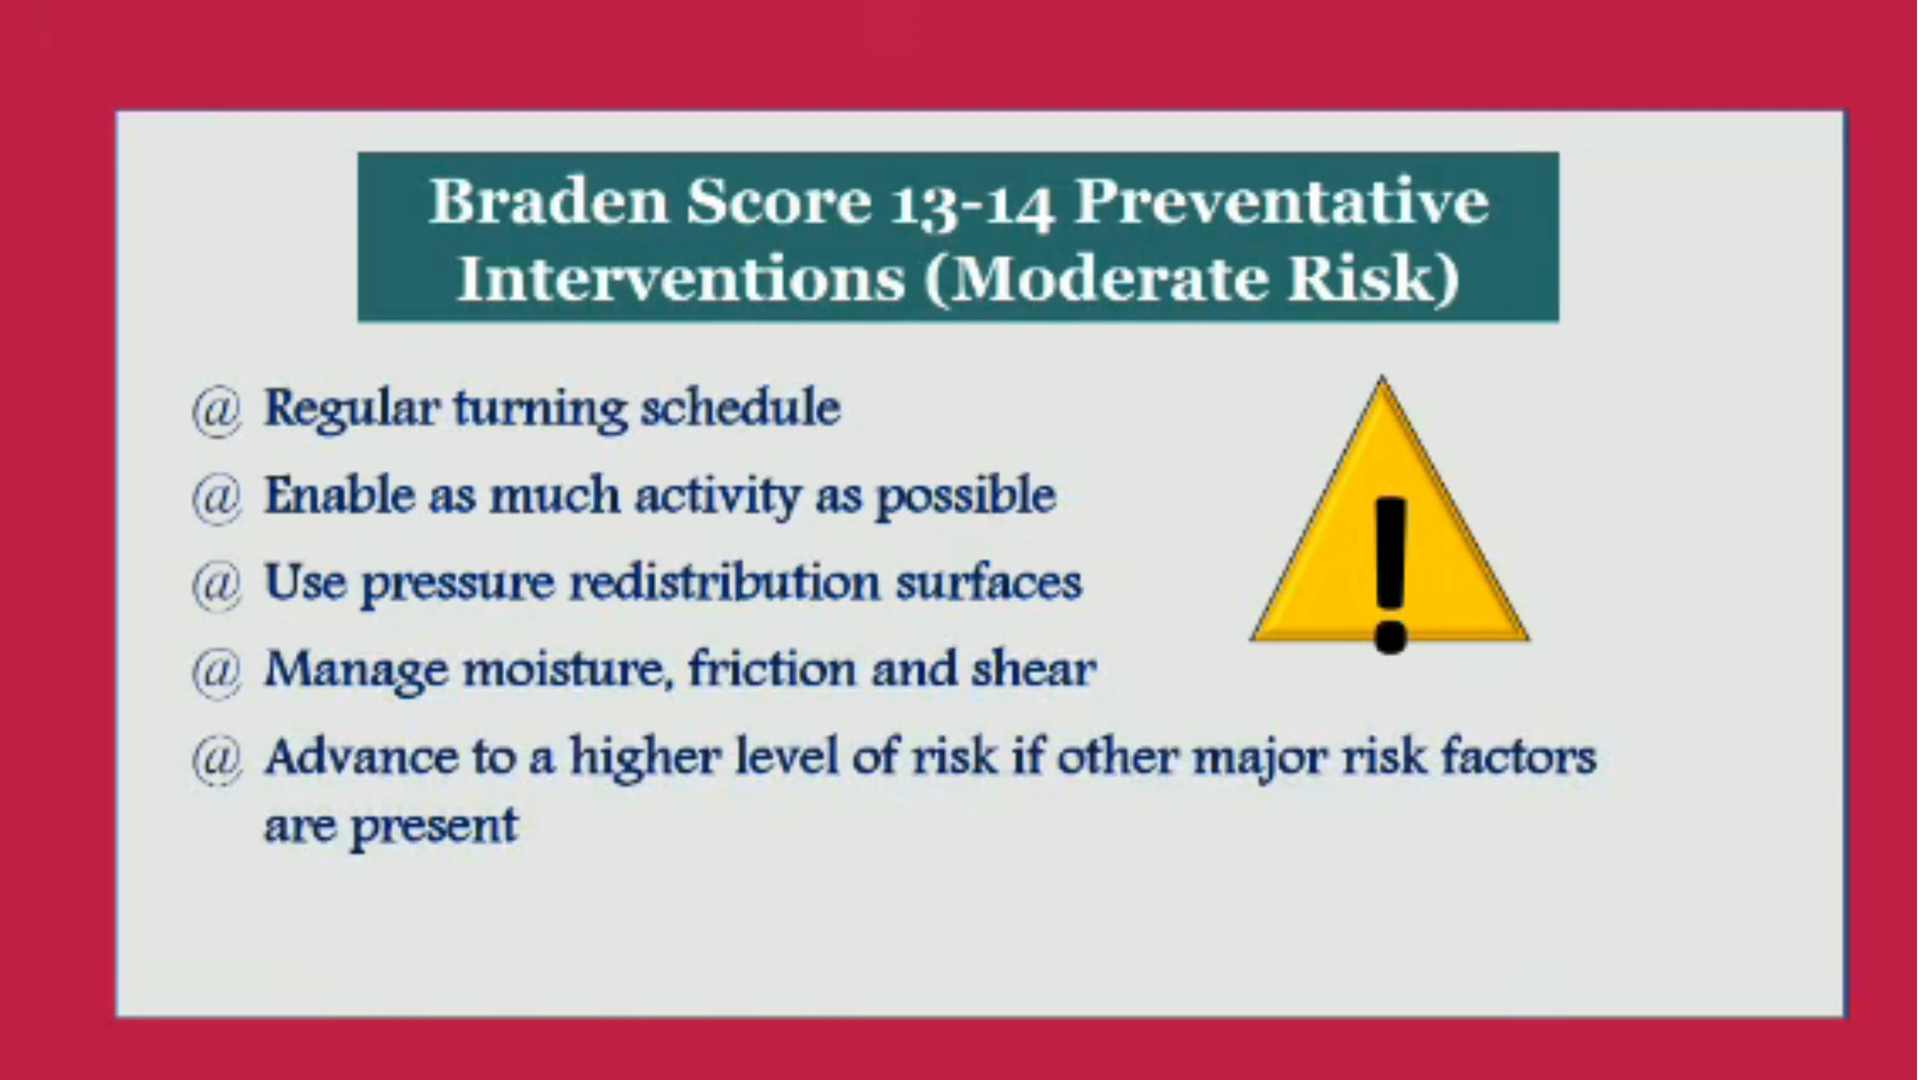 Braden Score 13-14 Preventative
Interventions (Moderate Risk)
@ Regular turning schedule
@ Enable as much activity as possible
@ Use pressure redistribution surfaces
@ Manage moisture, friction and shear
@ Advance to a higher level of risk if other major risk factors
are present
!